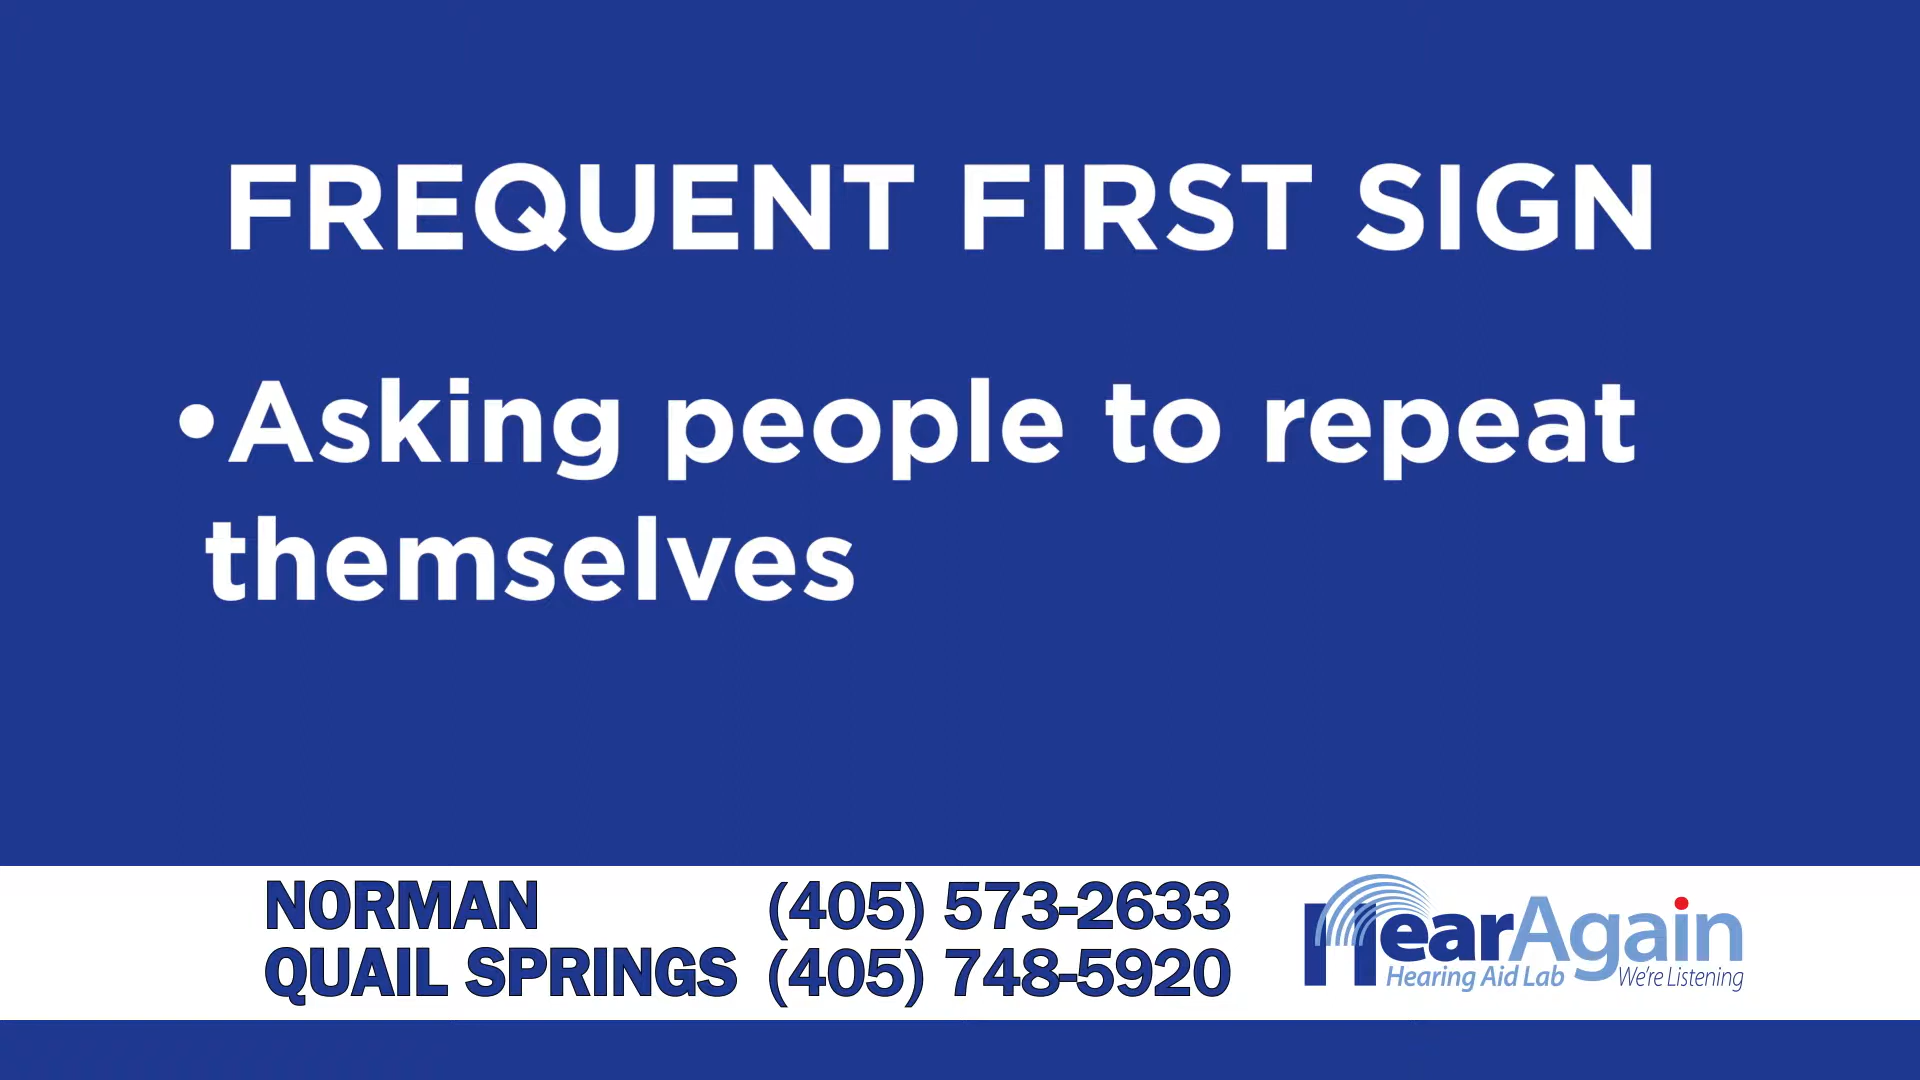 FREQUENT FIRST SIGN
•Asking people to repeat
themselves
NORMAN (405) 573-2633
QUAIL SPRINGS (405) 748-5920
HearAgain
Hearing Aid Lab We're Listening